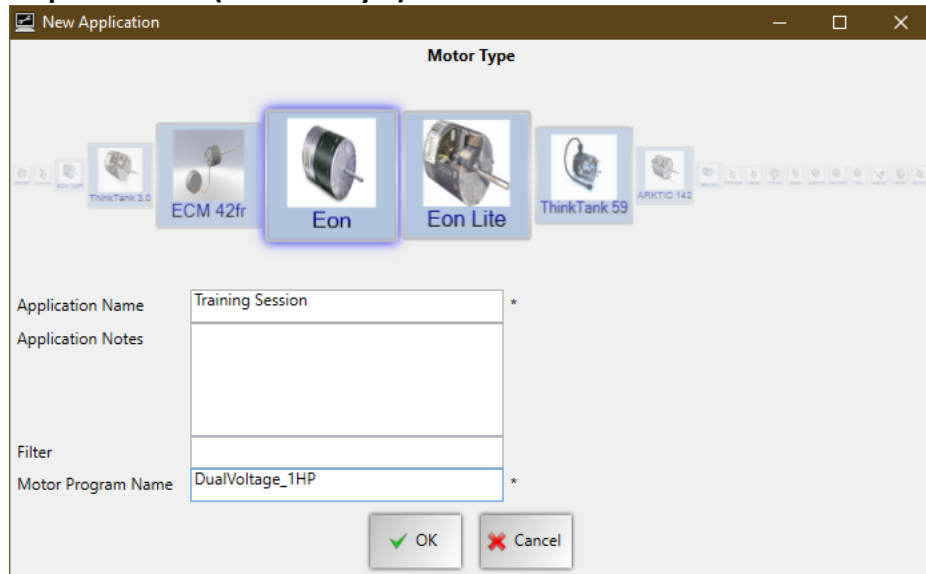 New Application
Motor Type
ThinkTank 3.0
ECM 42fr
Eon
Eon Lite
ThinkTank 59
ARKTIC 142
Application Name
Training Session
*
Application Notes
Filter
Motor Program Name
DualVoltage_1HP
*
OK
Cancel